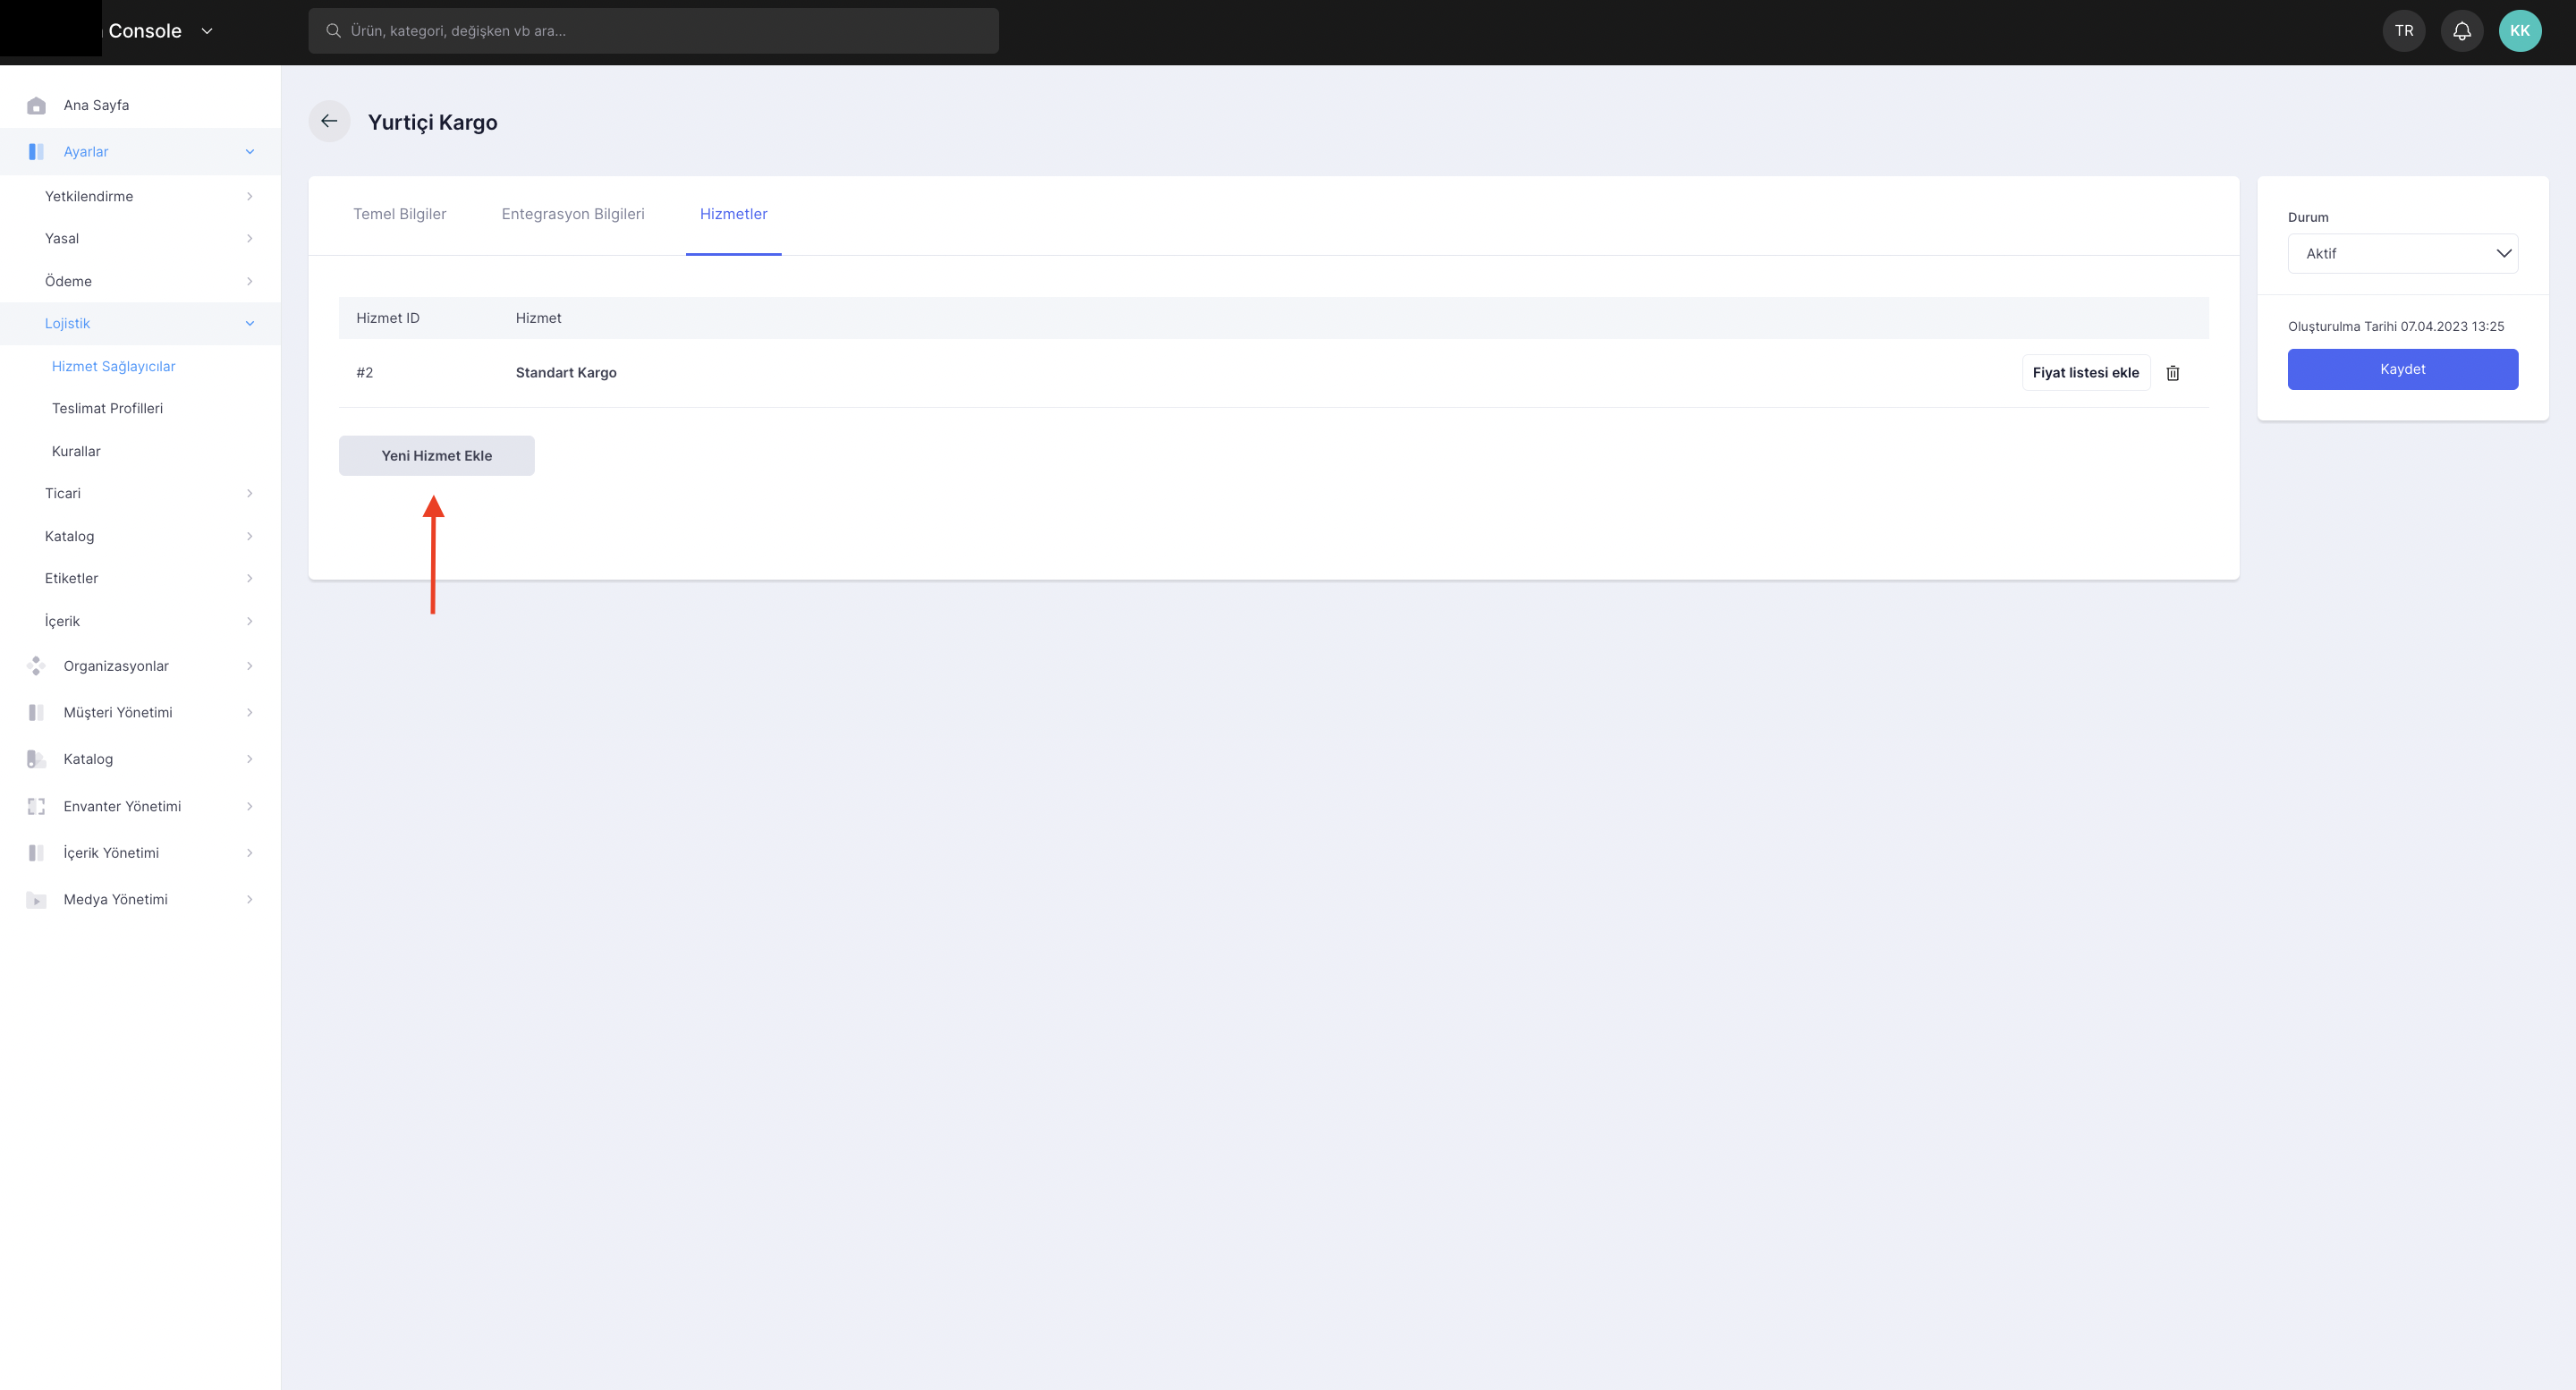 Console
Ürün, kategori, değişken vb ara...
TR
KK
Ana Sayfa
Ayarlar
Yetkilendirme
Yasal
Ödeme
Lojistik
Hizmet Sağlayıcılar
Teslimat Profilleri
Kurallar
Ticari
Katalog
Etiketler
İçerik
Organizasyonlar
Müşteri Yönetimi
Katalog
Envanter Yönetimi
İçerik Yönetimi
Medya Yönetimi
Yurtiçi Kargo
Temel Bilgiler Entegrasyon Bilgileri Hizmetler
Hizmet ID Hizmet
#2 Standart Kargo Fiyat listesi ekle
Yeni Hizmet Ekle
Durum
Aktif
Oluşturulma Tarihi 07.04.2023 13:25
Kaydet